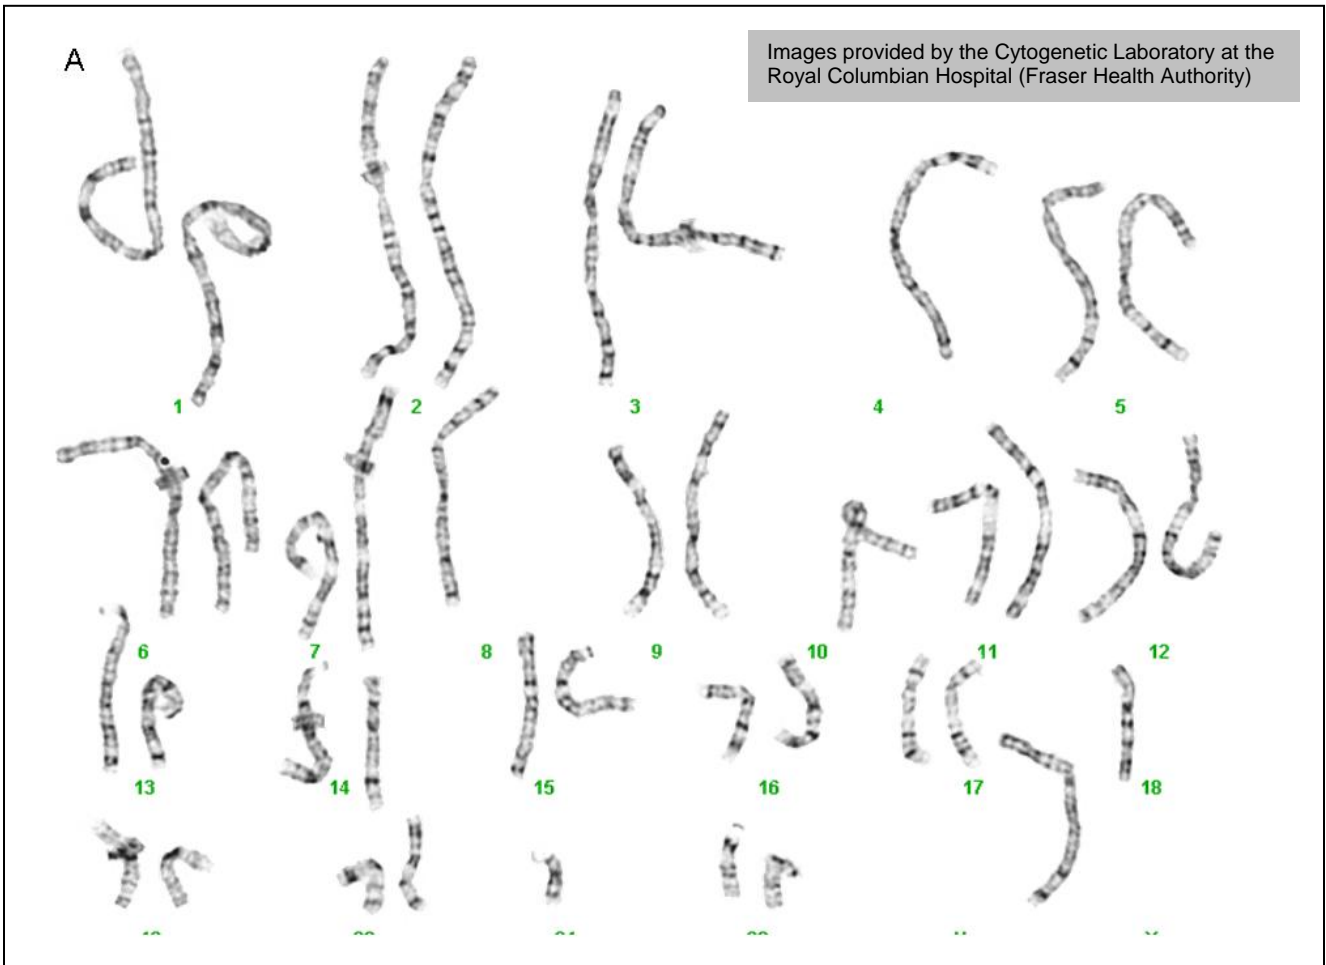 A
Images provided by the Cytogenetic Laboratory at the
Royal Columbian Hospital (Fraser Health Authority)
1 2 3 4 5
6 7 8 9 10 11 12
13 14 15 16 17 18